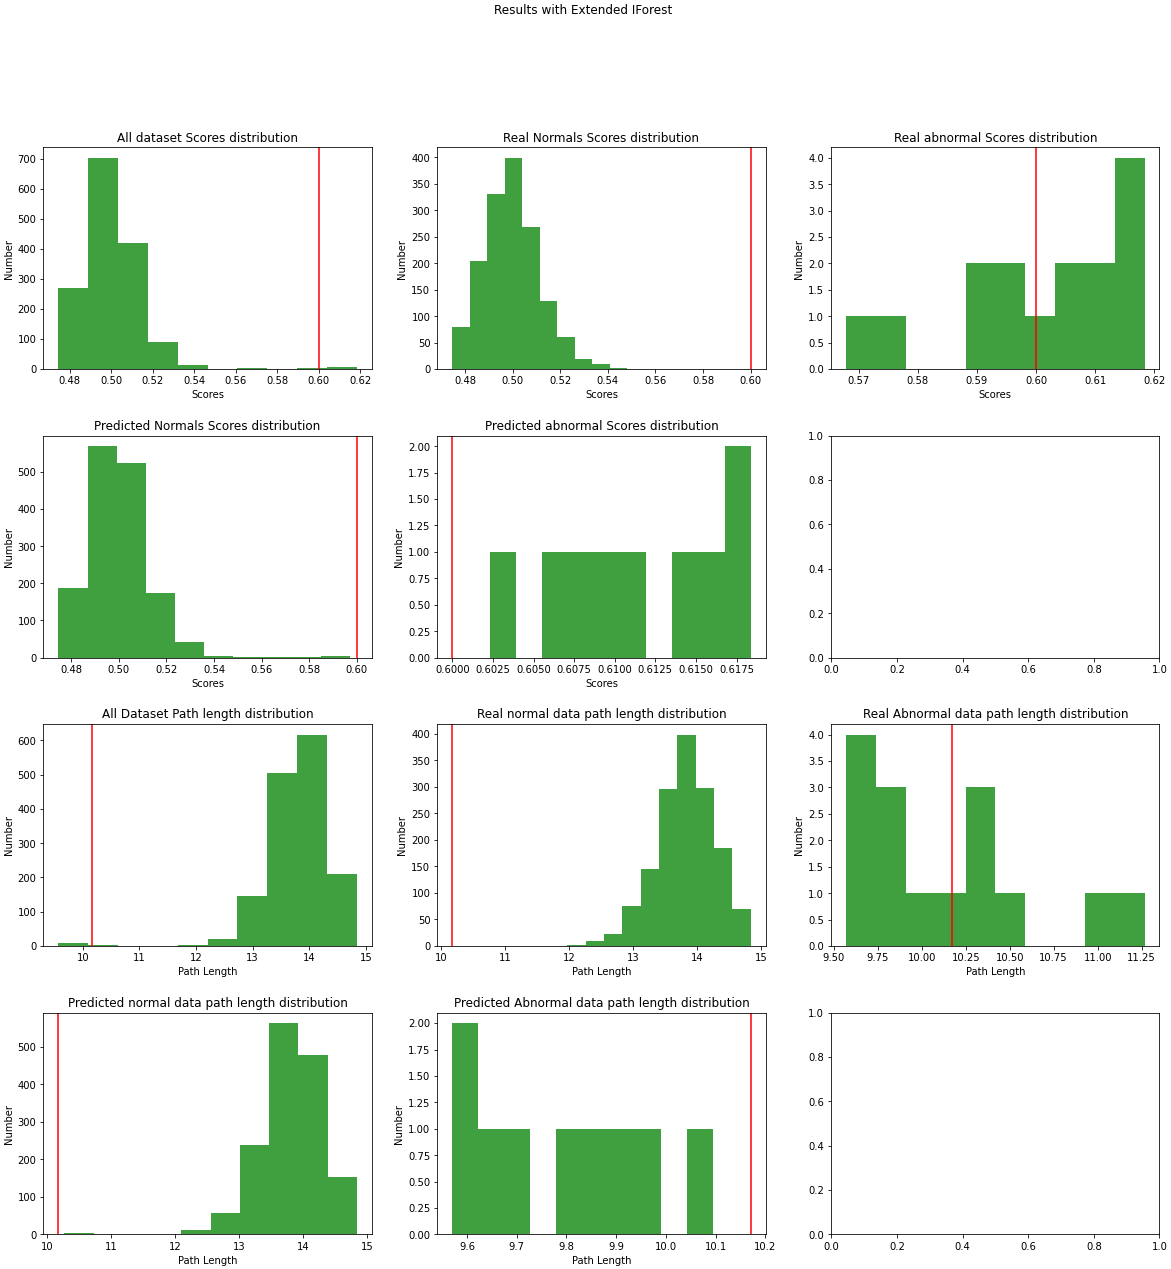 Results with Extended IForest
All dataset Scores distribution
Number
700
600
500
400
300
200
100
0
0.48 0.50 0.52 0.54 0.56 0.58 0.60 0.62
Scores
Real Normals Scores distribution
Number
400
350
300
250
200
150
100
50
0
0.48 0.50 0.52 0.54 0.56 0.58 0.60
Scores
Real abnormal Scores distribution
Number
4.0
3.5
3.0
2.5
2.0
1.5
1.0
0.5
0.0
0.57 0.58 0.59 0.60 0.61 0.62
Scores
Predicted Normals Scores distribution
Number
500
400
300
200
100
0
0.48 0.50 0.52 0.54 0.56 0.58 0.60
Scores
Predicted abnormal Scores distribution
Number
2.00
1.75
1.50
1.25
1.00
0.75
0.50
0.25
0.00
0.6000 0.6025 0.6050 0.6075 0.6100 0.6125 0.6150 0.6175
Scores
1.0
0.8
0.6
0.4
0.2
0.0
0.0 0.2 0.4 0.6 0.8 1.0
All Dataset Path length distribution
Number
600
500
400
300
200
100
0
10 11 12 13 14 15
Path Length
Real normal data path length distribution
Number
400
350
300
250
200
150
100
50
0
10 11 12 13 14 15
Path Length
Real Abnormal data path length distribution
Number
4.0
3.5
3.0
2.5
2.0
1.5
1.0
0.5
0.0
9.50 9.75 10.00 10.25 10.50 10.75 11.00 11.25
Path Length
Predicted normal data path length distribution
Number
500
400
300
200
100
0
10 11 12 13 14 15
Path Length
Predicted Abnormal data path length distribution
Number
2.00
1.75
1.50
1.25
1.00
0.75
0.50
0.25
0.00
9.6 9.7 9.8 9.9 10.0 10.1 10.2
Path Length
1.0
0.8
0.6
0.4
0.2
0.0
0.0 0.2 0.4 0.6 0.8 1.0